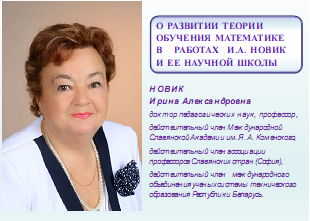 О РАЗВИТИИ ТЕОРИИ
ОБУЧЕНИЯ МАТЕМАТИКЕ
В РАБОТАХ И.А. НОВИК
И ЕЕ НАУЧНОЙ ШКОЛЫ
НОВИК
Ирина Александровна
доктор педагогических наук, профессор,
действительный член Международной
Славянской Академии им. Я. А. Коменского,
действительный член ассоциации
профессоров Славянских стран (София),
действительный член международного
объединения ученых системы технического
образования Республики Беларусь.